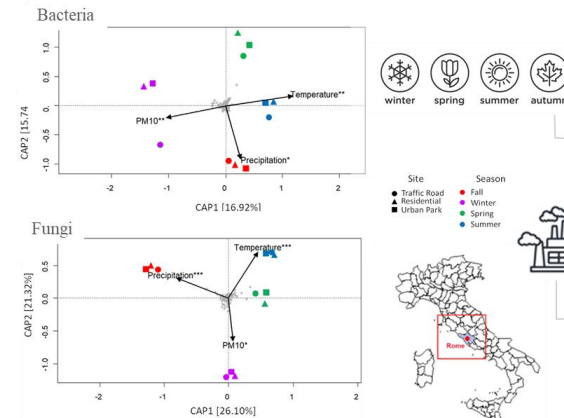 Bacteria
1.0
0.5
0.
-0.5
-1.0
CAP2 [15.74
Temperature**
PM10**
Precipitation*
-1
0
1
2
CAP1 [16.92%]
winter
spring
summer
autumn
Site
Traffic Road
Residential
Urban Park
Season
Fall
Winter
Spring
Summer
Fungi
0.5
0.0
-0.5
-1.0
CAP2 [21.32%]
Temperature***
Precipitation***
PM10*
-2
-1
0
1
2
CAP1 [26.10%]
Rome